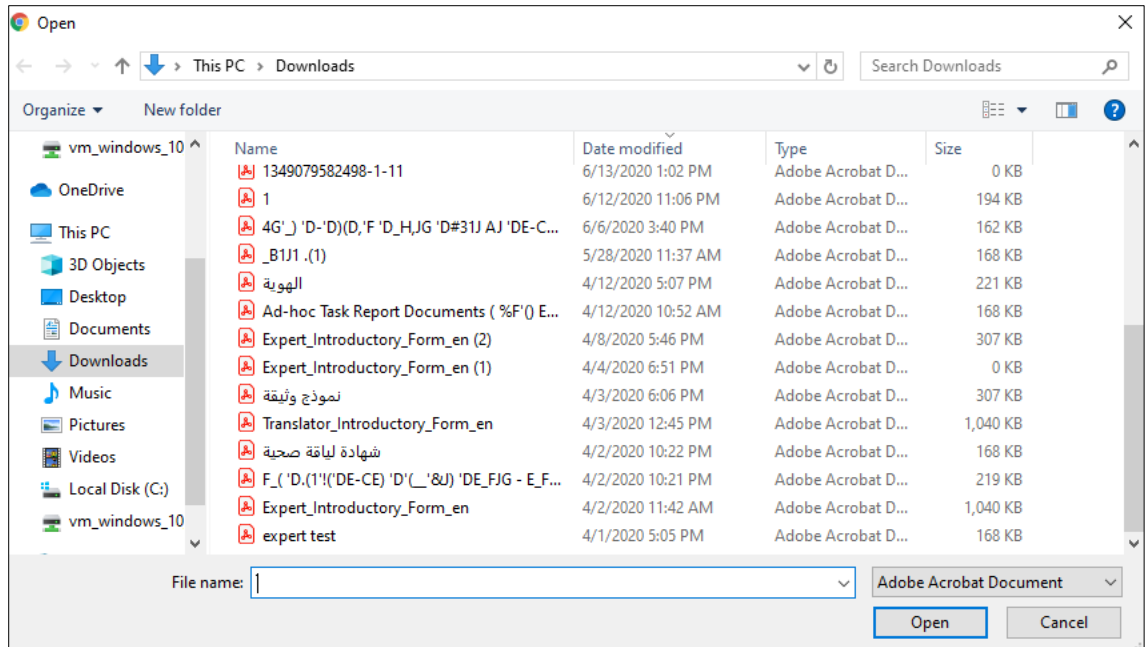 Open
This PC > Downloads
Search Downloads
Organize
New folder
Name Date modified Type Size
vm_windows_10
OneDrive
This PC
3D Objects
Desktop
Documents
Downloads
Music
Pictures
Videos
Local Disk (C:)
vm_windows_10
1349079582498-1-11 6/13/2020 1:02 PM Adobe Acrobat D... 0 KB
1 6/12/2020 11:06 PM Adobe Acrobat D... 194 KB
4G'_) 'D-'D)(D,'F 'D_H,JG 'D#31J AJ 'DE-C... 6/6/2020 3:40 PM Adobe Acrobat D... 162 KB
_B1J1 .(1) 5/28/2020 11:37 AM Adobe Acrobat D... 168 KB
الهوية 4/12/2020 5:07 PM Adobe Acrobat D... 221 KB
Ad-hoc Task Report Documents ( %F'() E... 4/12/2020 10:52 AM Adobe Acrobat D... 168 KB
Expert_Introductory_Form_en (2) 4/8/2020 5:46 PM Adobe Acrobat D... 307 KB
Expert_Introductory_Form_en (1) 4/4/2020 6:51 PM Adobe Acrobat D... 0 KB
نموذج وثيقة 4/3/2020 6:06 PM Adobe Acrobat D... 307 KB
Translator_Introductory_Form_en 4/3/2020 12:45 PM Adobe Acrobat D... 1,040 KB
شهادة لياقة صحية 4/2/2020 10:22 PM Adobe Acrobat D... 168 KB
F_( 'D.(1'!('DE-CE) 'D'(__'&J) 'DE_FJG - E_F... 4/2/2020 10:21 PM Adobe Acrobat D... 219 KB
Expert_Introductory_Form_en 4/2/2020 11:42 AM Adobe Acrobat D... 1,040 KB
expert test 4/1/2020 5:05 PM Adobe Acrobat D... 168 KB
File name:
Adobe Acrobat Document
Open
Cancel